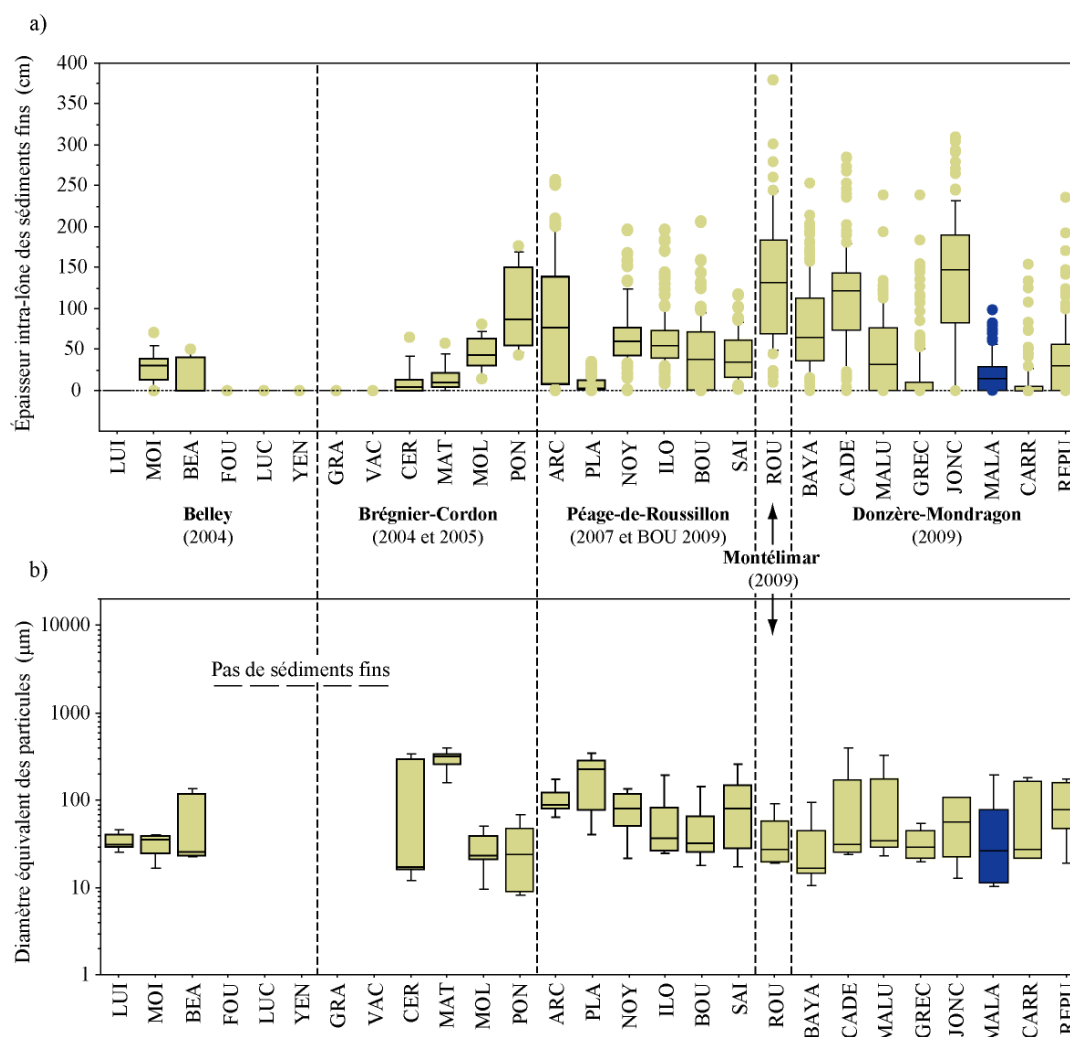 a)
Épaisseur intra-lône des sédiments fins (cm)
400
350
300
250
200
150
100
50
0
LUI
MOI
BEA
FOU
LUC
YEN
GRA
VAC
CER
MAT
MOL
PON
ARC
PLA
NOY
ILO
BOU
SAI
ROU
BAYA
CADE
MALU
GREC
JONC
MALA
CARR
REPU
Belley
(2004)
Brégnier-Cordon
(2004 et 2005)
Péage-de-Roussillon
(2007 et BOU 2009)
Montélimar
(2009)
Donzère-Mondragon
(2009)
b)
Diamètre équivalent des particules (µm)
10000
1000
100
10
1
Pas de sédiments fins
LUI
MOI
BEA
FOU
LUC
YEN
GRA
VAC
CER
MAT
MOL
PON
ARC
PLA
NOY
ILO
BOU
SAI
ROU
BAYA
CADE
MALU
GREC
JONC
MALA
CARR
REPU